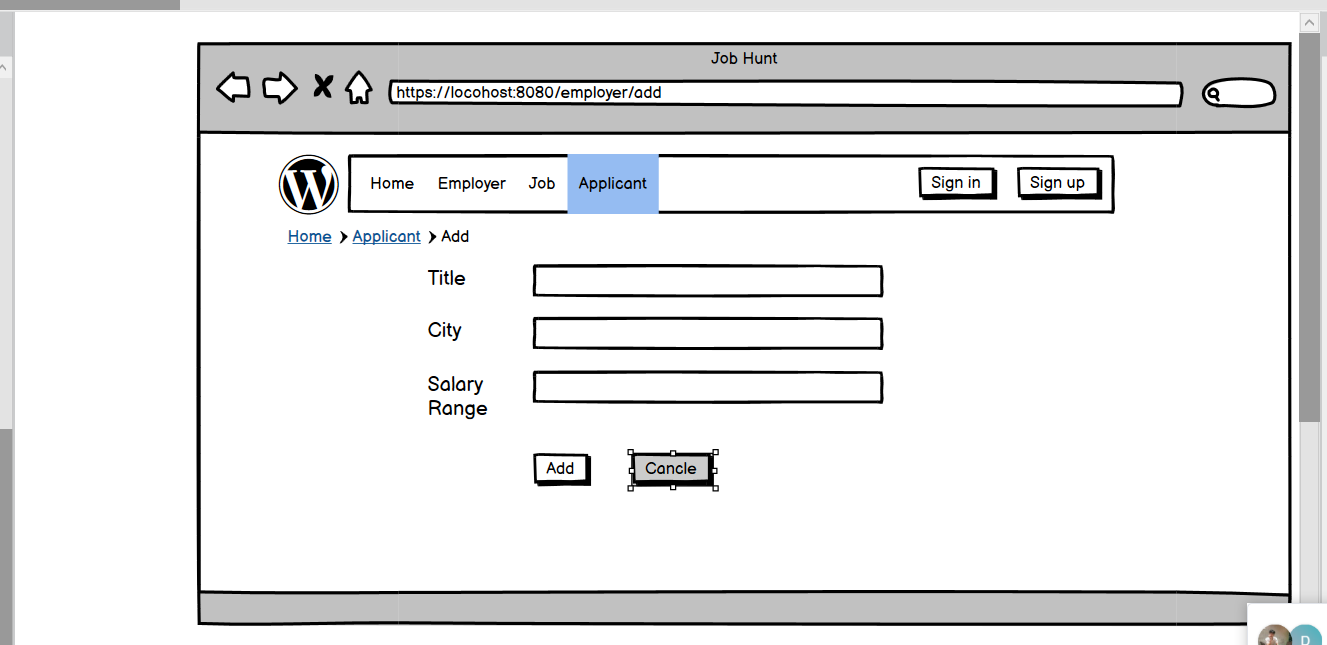 Job Hunt
https://locohost:8080/employer/add
Home Employer Job Applicant Sign in Sign up
Home Applicant Add
Title
City
Salary
Range
Add Cancle
D